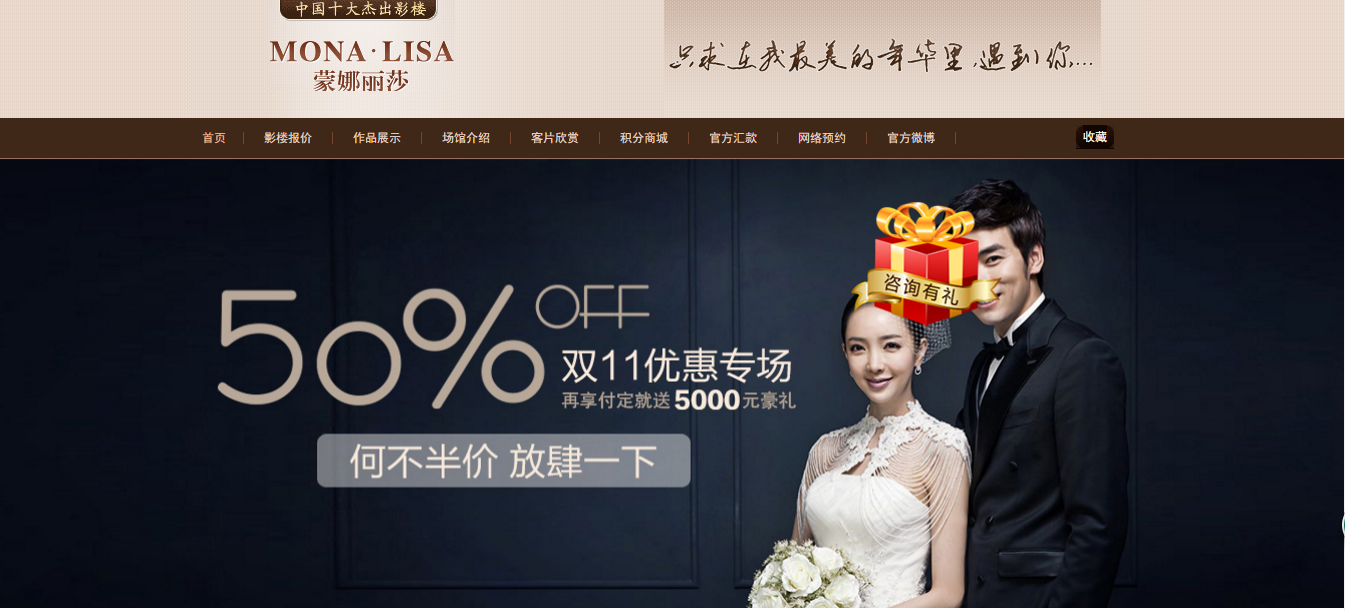 中国十大杰出影楼
MONA·LISA
蒙娜丽莎
只求在我最美的年华里,遇到你...
首页 影楼报价 作品展示 场馆介绍 客片欣赏 积分商城 官方汇款 网络预约 官方微博 收藏
咨询有礼
50% OFF
双11优惠专场
再享付定就送5000元豪礼
何不半价 放肆一下